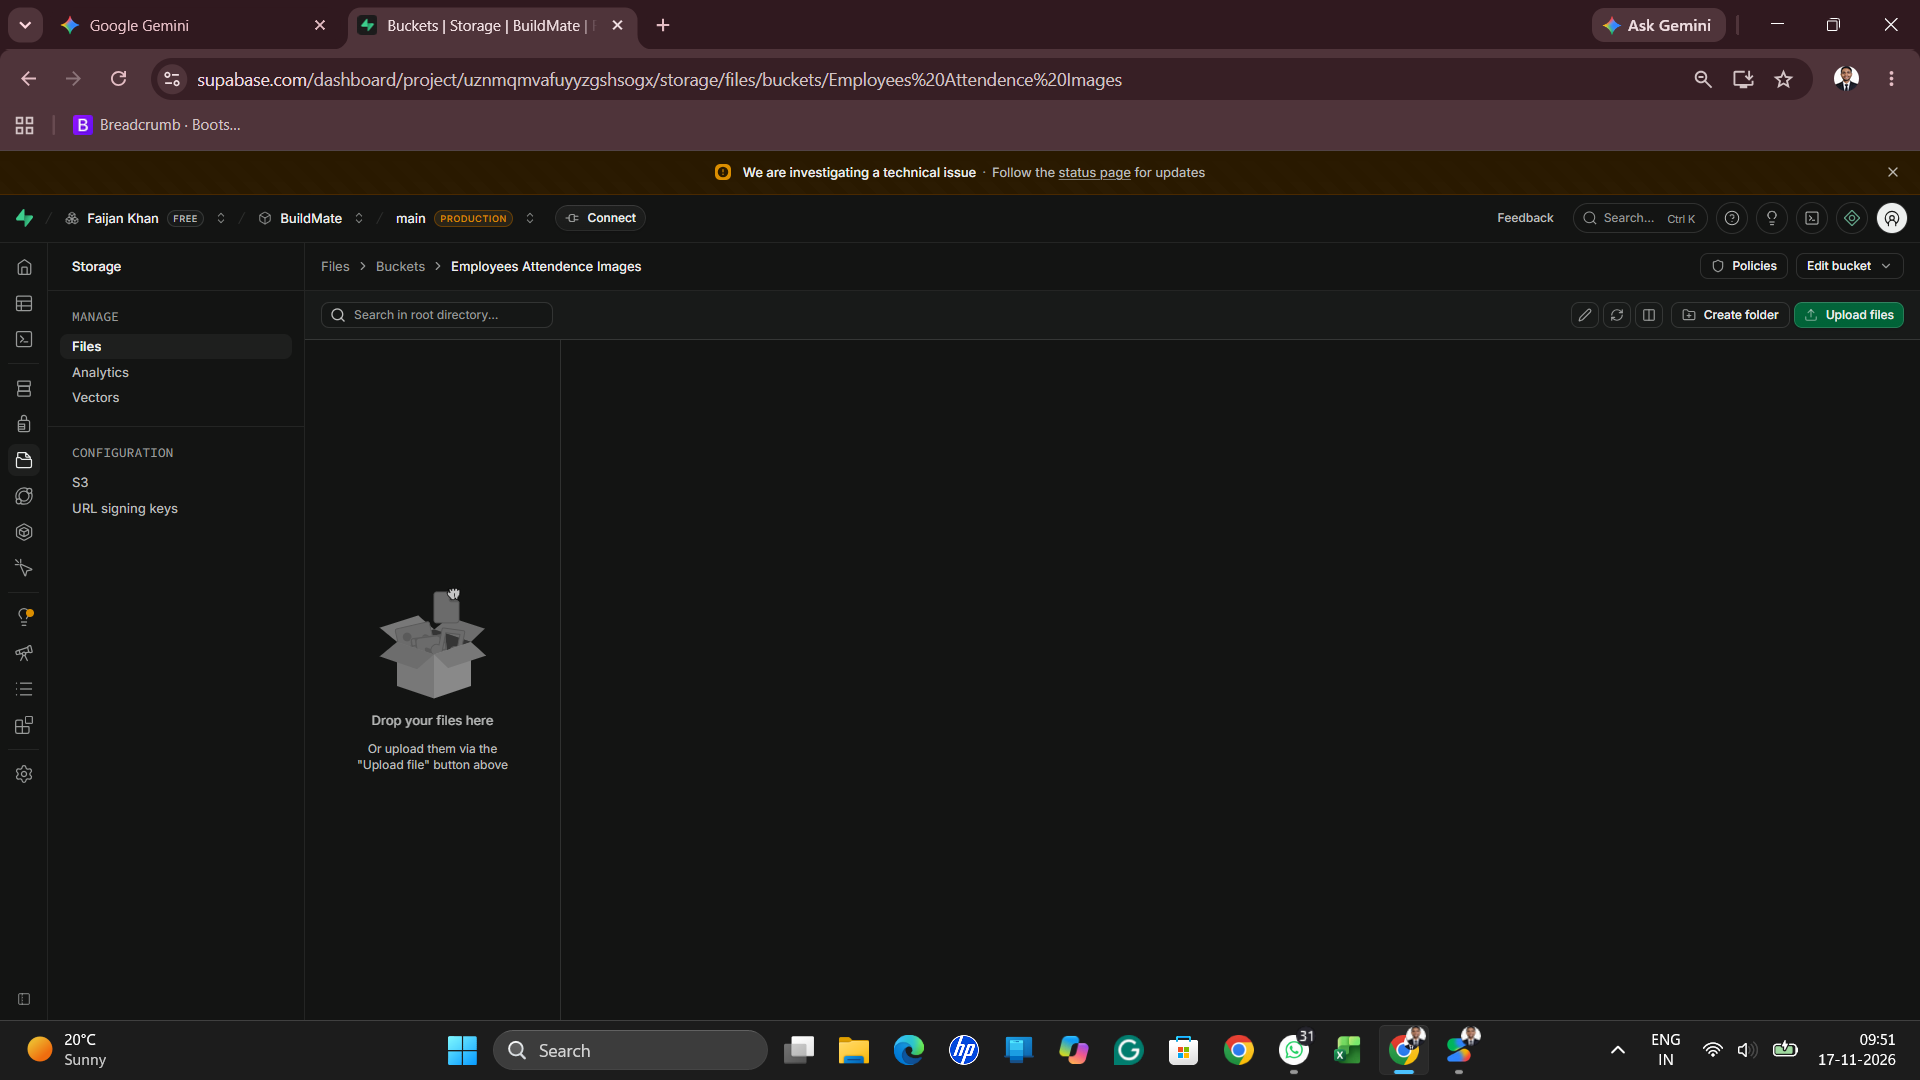 Google Gemini
Buckets | Storage | BuildMate |
Ask Gemini
supabase.com/dashboard/project/uznmqmvafuyyzgshsogx/storage/files/buckets/Employees%20Attendence%20Images
B Breadcrumb · Boots...
We are investigating a technical issue · Follow the status page for updates
Faijan Khan FREE / BuildMate / main PRODUCTION Connect
Feedback Search... Ctrl K
Storage
Files > Buckets > Employees Attendence Images
Policies Edit bucket
MANAGE
Search in root directory...
Create folder Upload files
Files
Analytics
Vectors
CONFIGURATION
S3
URL signing keys
Drop your files here
Or upload them via the
"Upload file" button above
20°C
Sunny
Search
hp
31
ENG
IN
09:51
17-11-2026